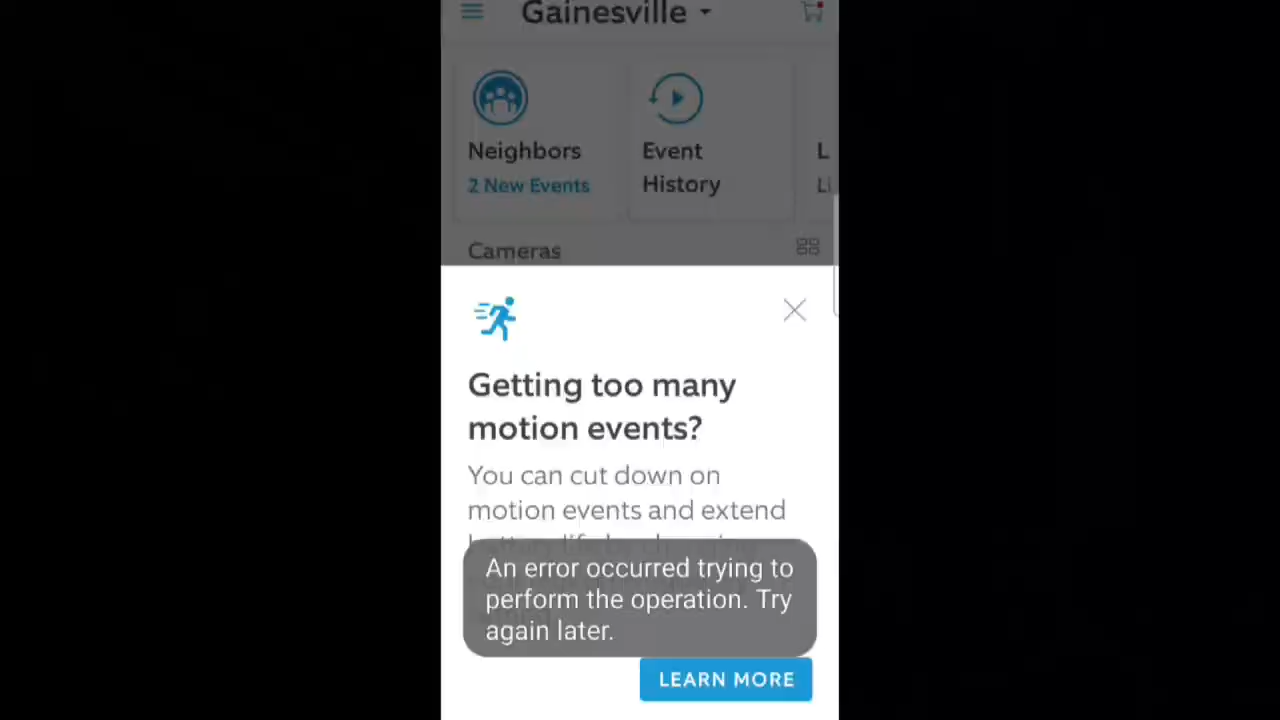 Gainesville
Neighbors
2 New Events
Event
History
L
Li
Cameras
Getting too many
motion events?
You can cut down on
motion events and extend
An error occurred trying to
perform the operation. Try
again later.
LEARN MORE